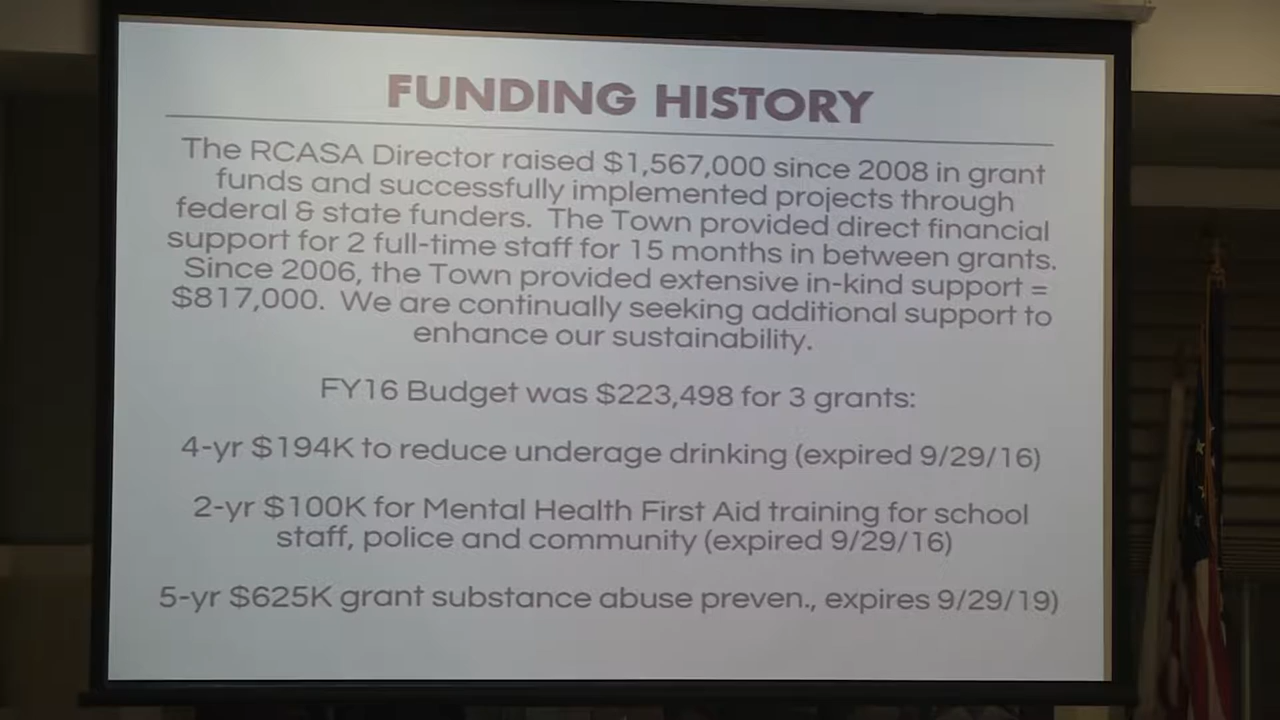 FUNDING HISTORY
The RCASA Director raised $1,567,000 since 2008 in grant
funds and successfully implemented projects through
federal & state funders. The Town provided direct financial
support for 2 full-time staff for 15 months in between grants.
Since 2006, the Town provided extensive in-kind support =
$817,000. We are continually seeking additional support to
enhance our sustainability.
FY16 Budget was $223,498 for 3 grants:
4-yr $194K to reduce underage drinking (expired 9/29/16)
2-yr $100K for Mental Health First Aid training for school
staff, police and community (expired 9/29/16)
5-yr $625K grant substance abuse preven., expires 9/29/19)